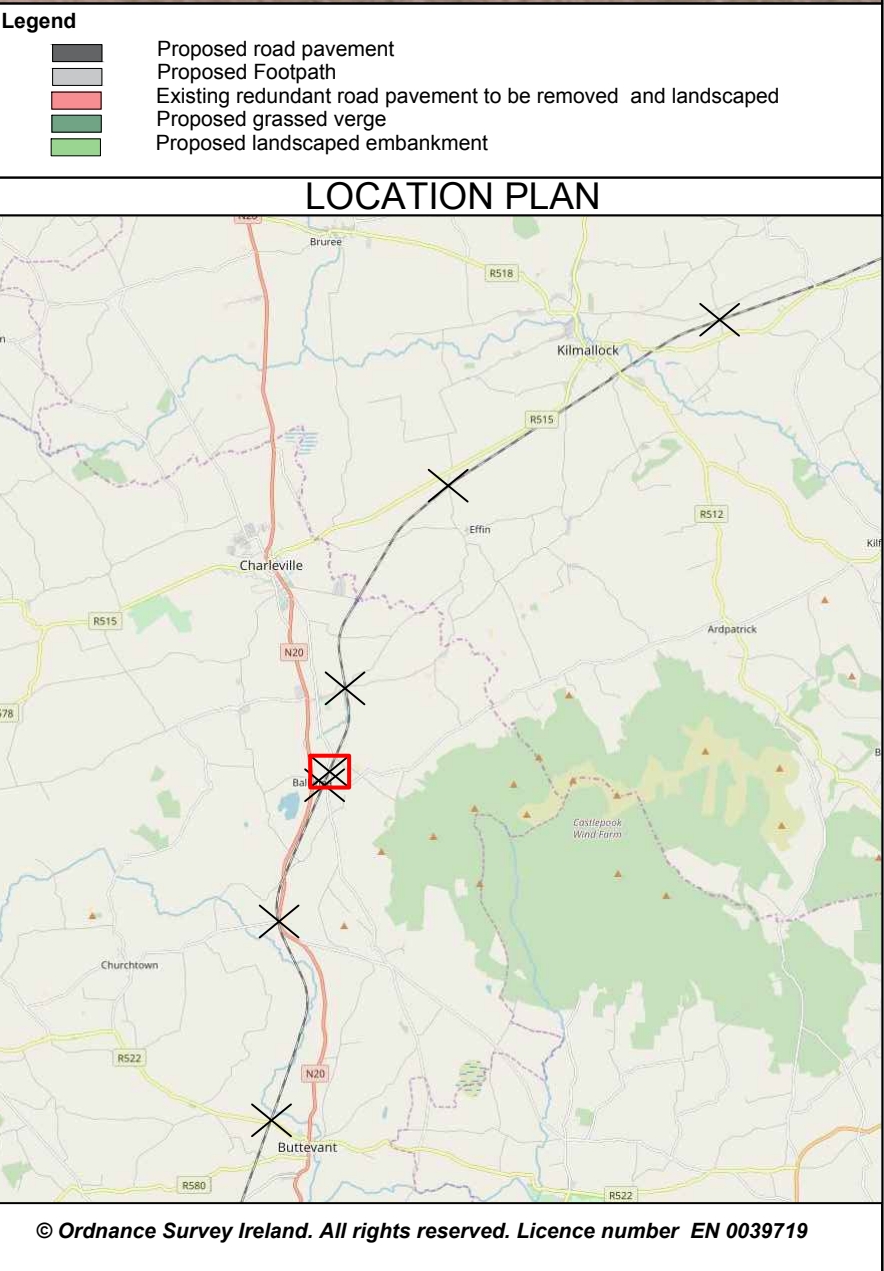 Legend
Proposed road pavement
Proposed Footpath
Existing redundant road pavement to be removed and landscaped
Proposed grassed verge
Proposed landscaped embankment
LOCATION PLAN
Bruree
R518
Kilmallock
R515
R512
Effin
Charleville
R515
Ardpatrick
N20
Castlepook
Wind Farm
Churchtown
R522
N20
Buttevant
R580
R522
© Ordnance Survey Ireland. All rights reserved. Licence number EN 0039719